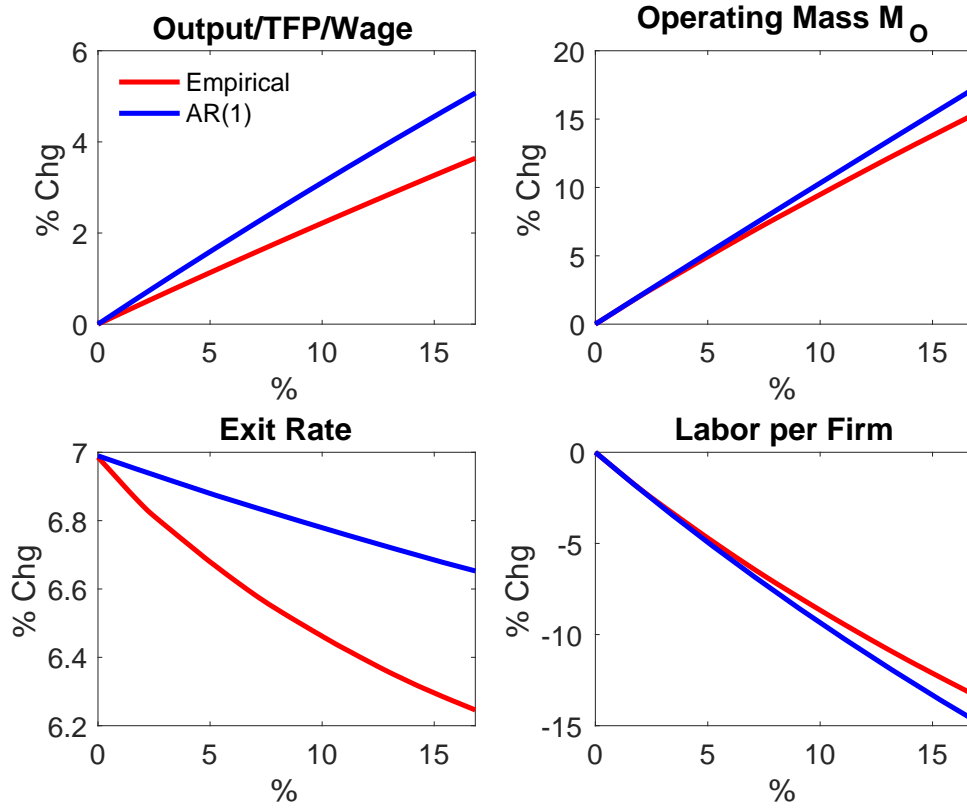 Output/TFP/Wage
6
4
2
0
% Chg
Empirical
AR(1)
0 5 10 15
%
Operating Mass M_O
20
15
10
5
0
% Chg
0 5 10 15
%
Exit Rate
7
6.8
6.6
6.4
6.2
% Chg
0 5 10 15
%
Labor per Firm
0
-5
-10
-15
% Chg
0 5 10 15
%